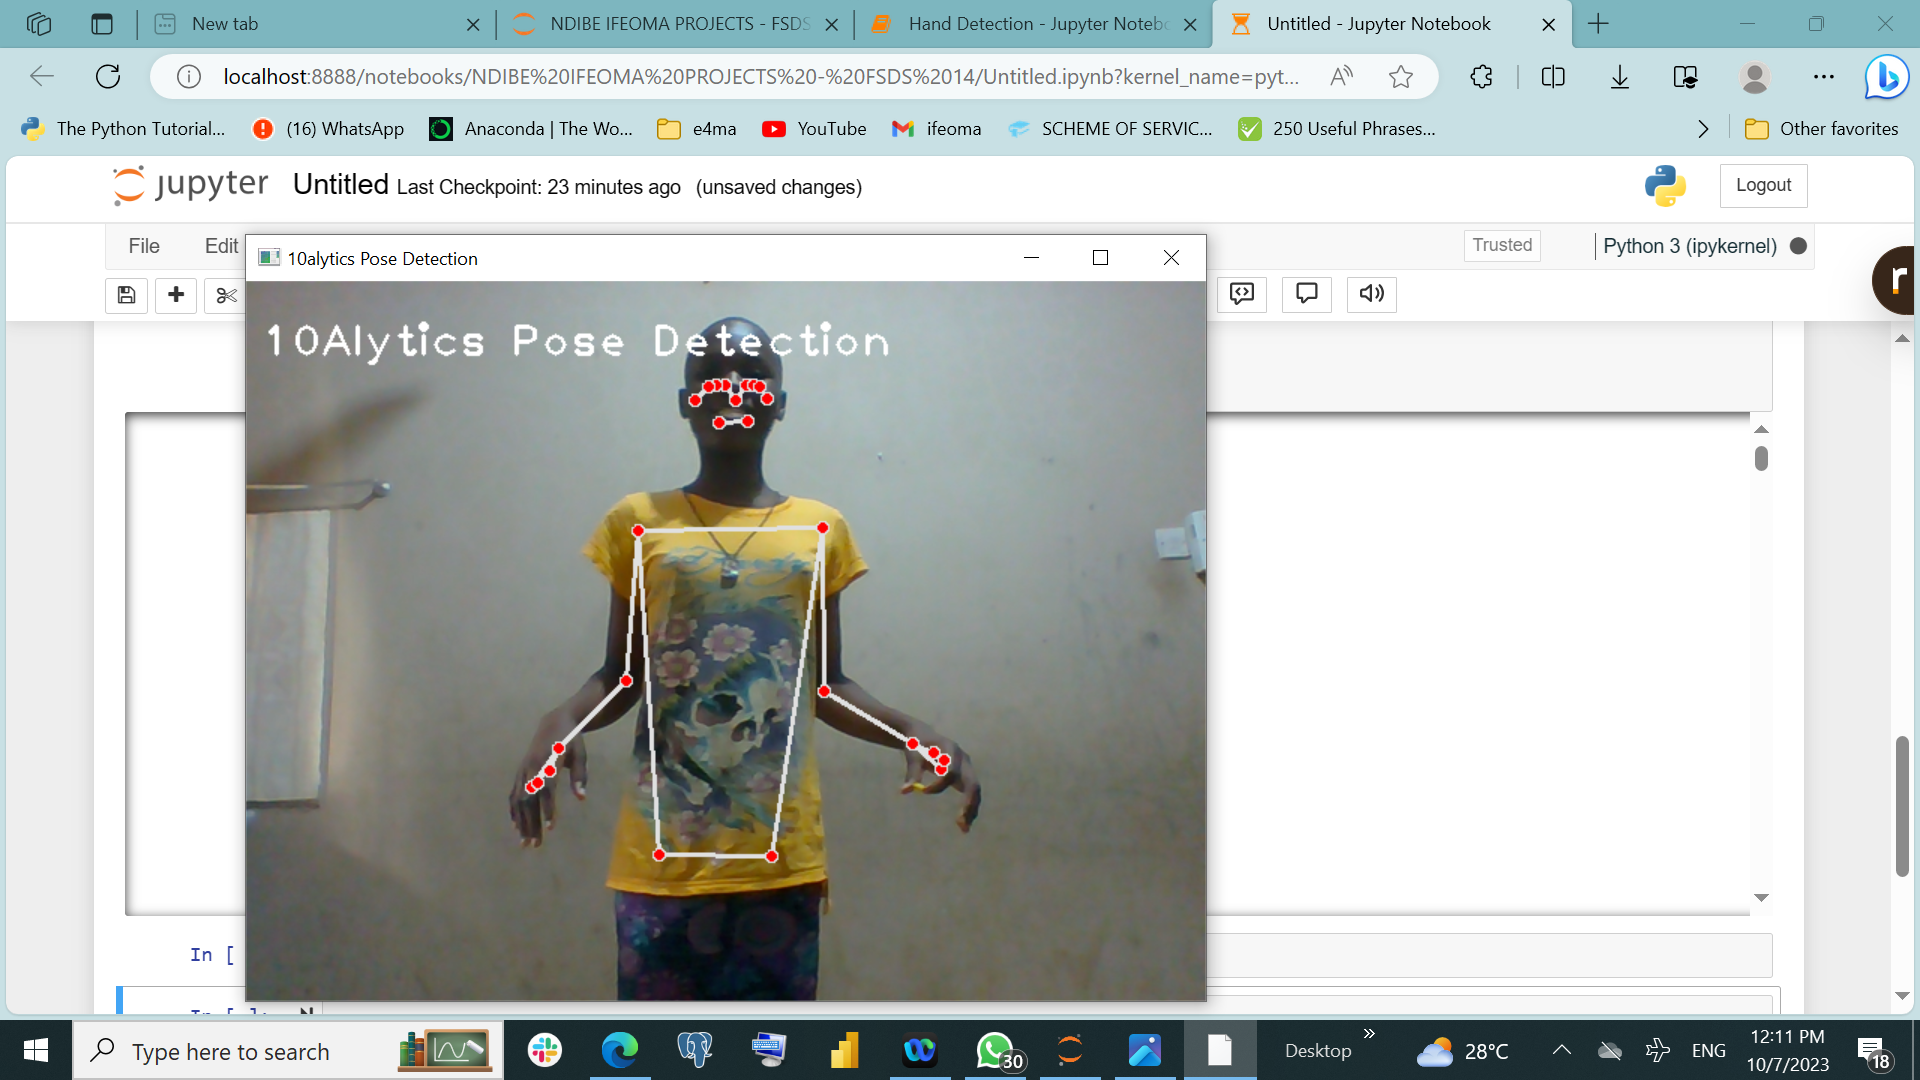 New tab
NDIBE IFEOMA PROJECTS - FSDS
Hand Detection - Jupyter Notebo
Untitled - Jupyter Notebook
localhost:8888/notebooks/NDIBE%20IFEOMA%20PROJECTS%20-%20FSDS%2014/Untitled.ipynb?kernel_name=pyt...
The Python Tutorial...
(16) WhatsApp
Anaconda | The Wo...
e4ma
YouTube
ifeoma
SCHEME OF SERVIC...
250 Useful Phrases...
Other favorites
jupyter Untitled Last Checkpoint: 23 minutes ago (unsaved changes)
Logout
File
Edit
Trusted
Python 3 (ipykernel)
r
10alytics Pose Detection
10Alytics Pose Detection
In [
In [ ]:
Type here to search
30
Desktop
28°C
ENG
12:11 PM
10/7/2023
18